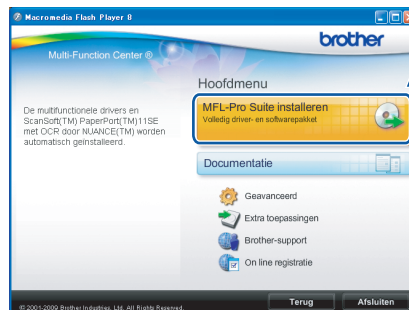 Macromedia Flash Player 8
brother
Multi-Function Center ®
Hoofdmenu
MFL-Pro Suite installeren
Volledig driver- en softwarepakket
De multifunctionele drivers en
ScanSoft(TM) PaperPort(TM)11SE
met OCR door NUANCE(TM) worden
automatisch geïnstalleerd.
Documentatie
Geavanceerd
Extra toepassingen
Brother-support
On line registratie
© 2001-2009 Brother Industries, Ltd. All Rights Reserved.
Terug
Afsluiten